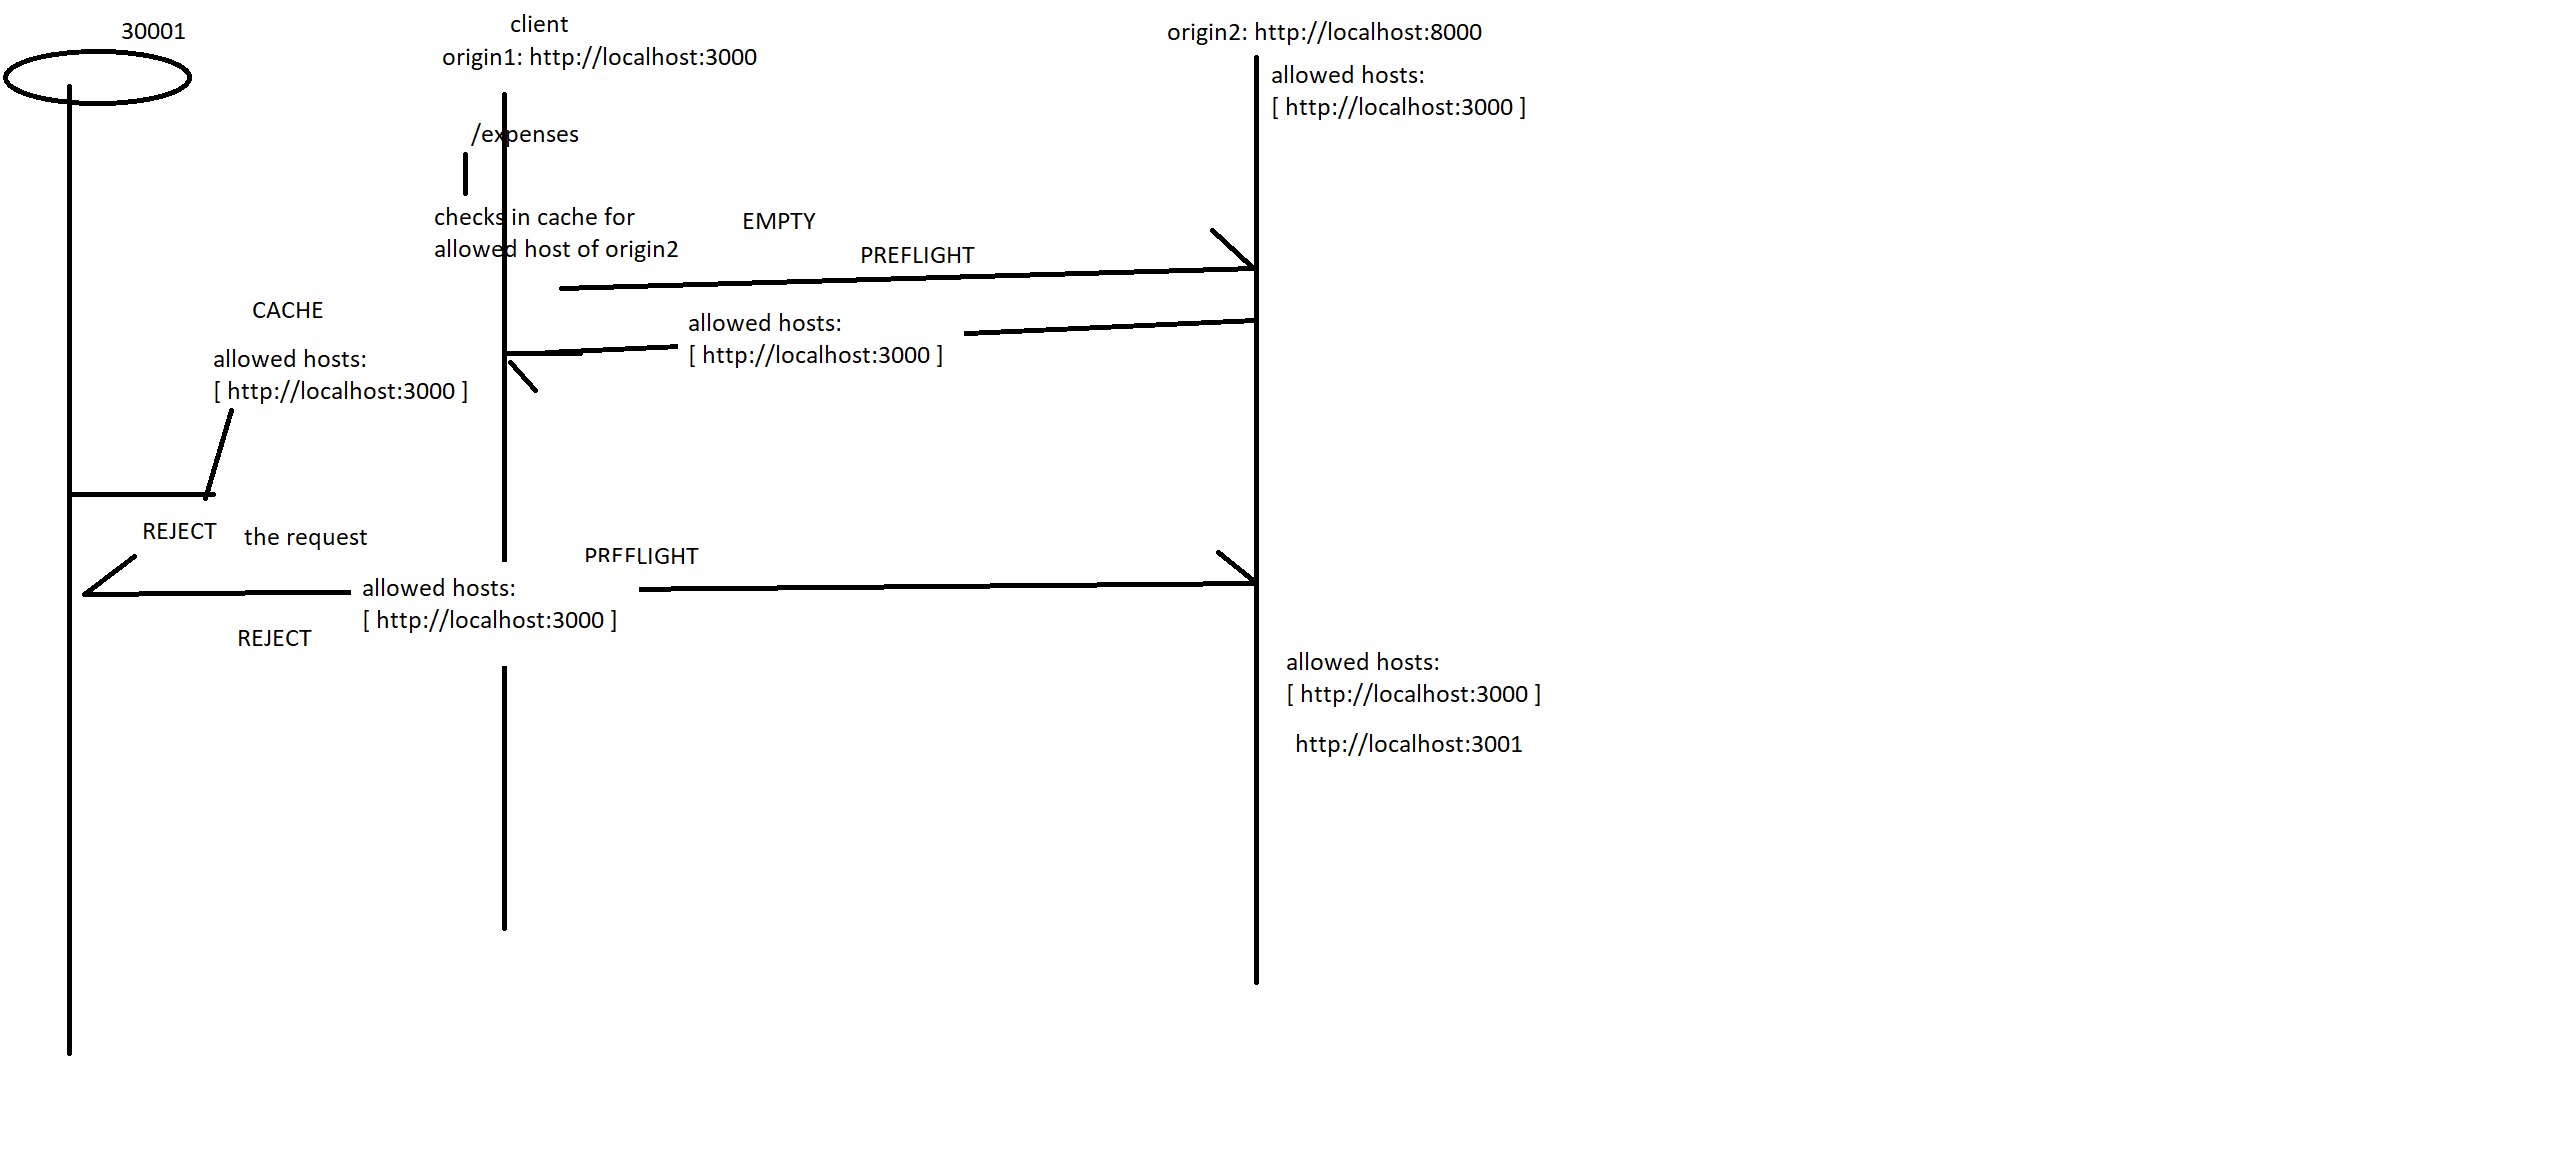 30001
client
origin1: http://localhost:3000
origin2: http://localhost:8000
allowed hosts:
[ http://localhost:3000 ]
/expenses
checks in cache for
allowed host of origin2
EMPTY
PREFLIGHT
CACHE
allowed hosts:
[ http://localhost:3000 ]
allowed hosts:
[ http://localhost:3000 ]
REJECT the request
PREFLIGHT
allowed hosts:
[ http://localhost:3000 ]
REJECT
allowed hosts:
[ http://localhost:3000 ]
http://localhost:3001